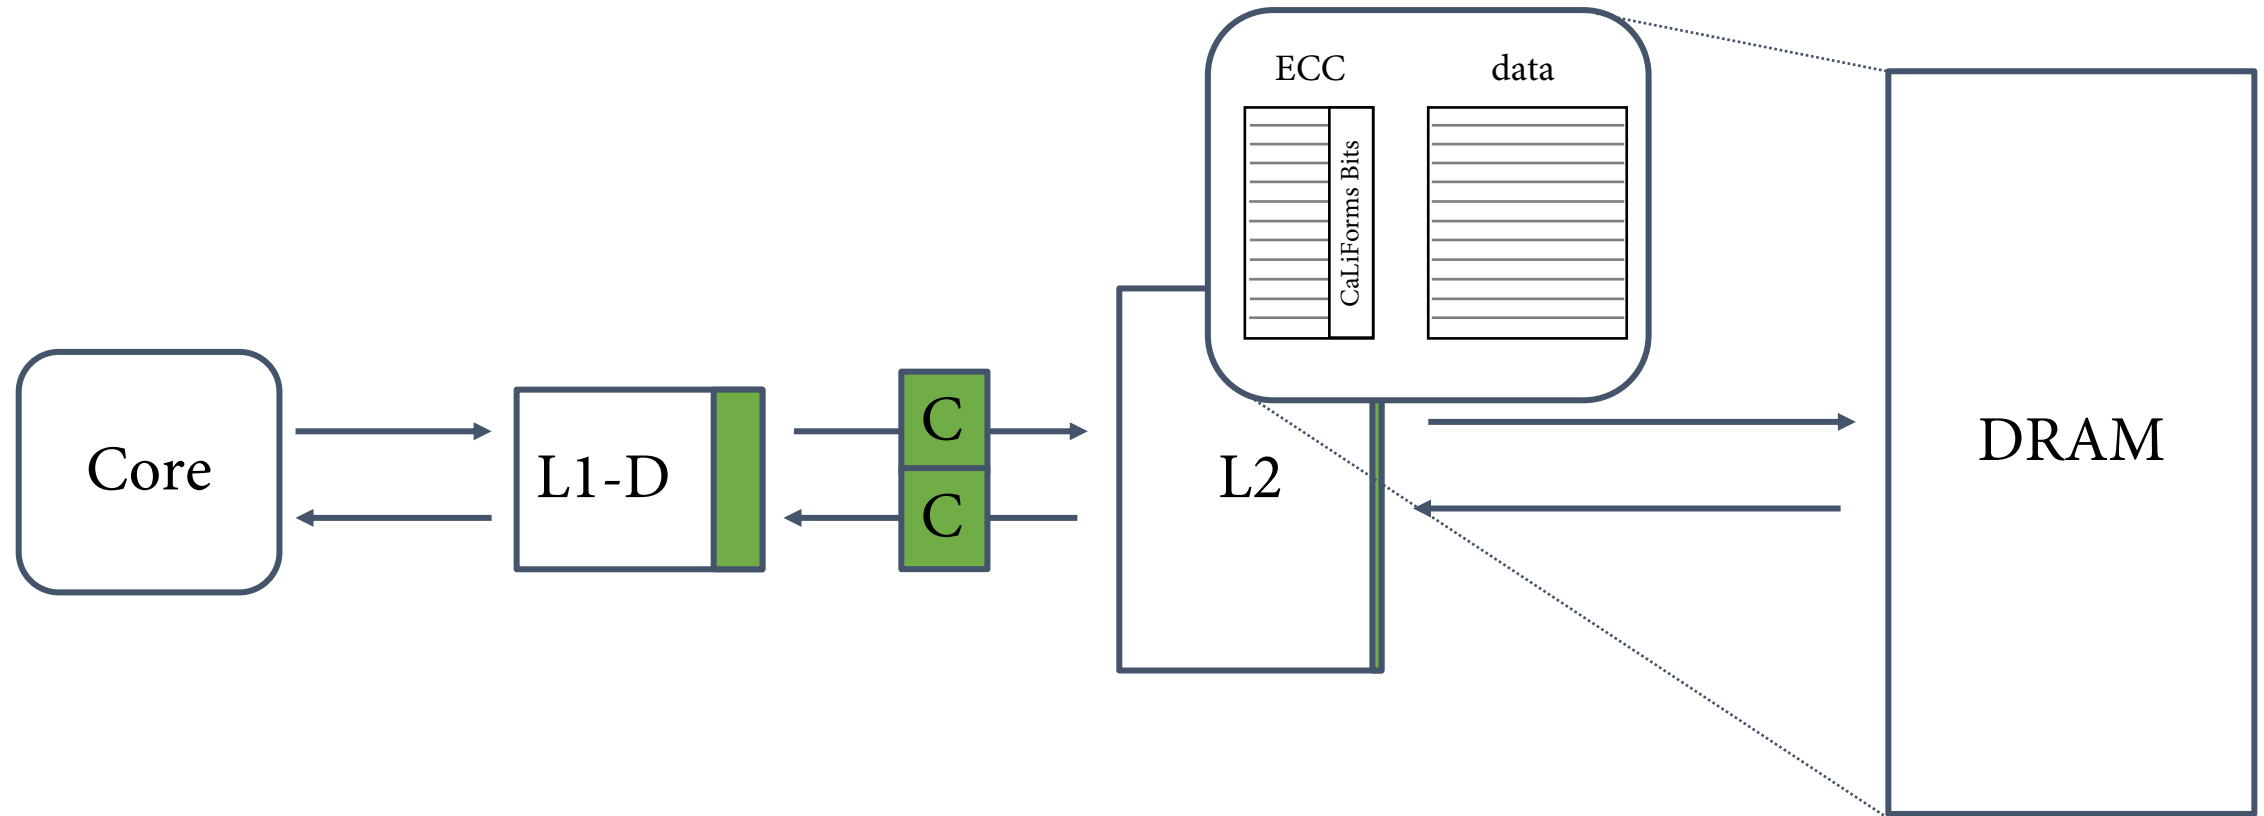 ECC
data
CaLiForms Bits
Core
L1-D
C
C
L2
DRAM